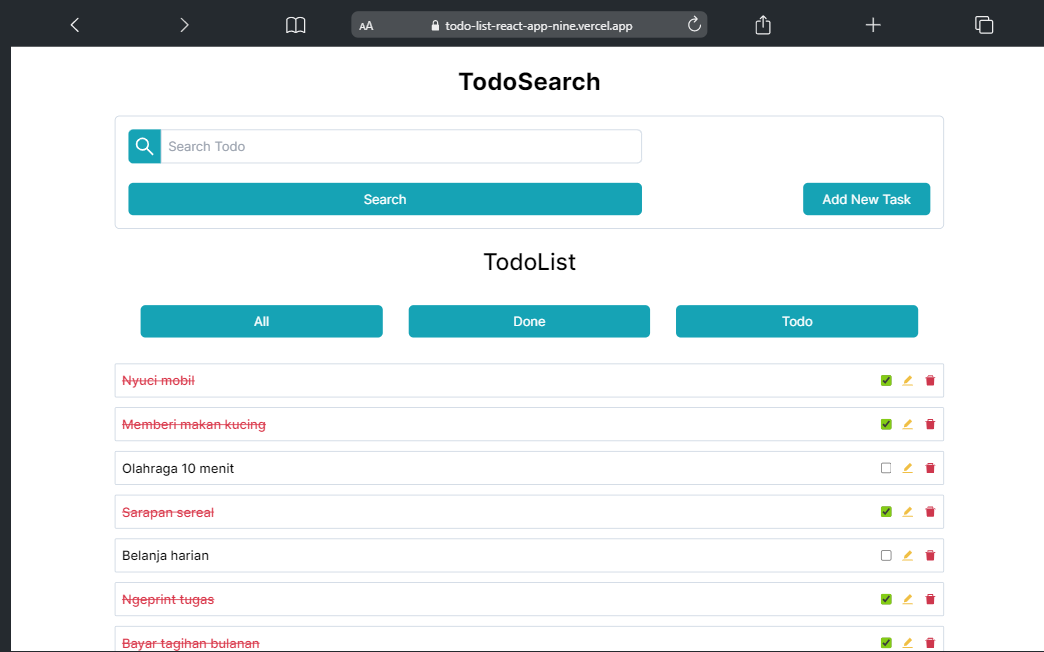 AA todo-list-react-app-nine.vercel.app
TodoSearch
Search Todo
Search Add New Task
TodoList
All Done Todo
Nyuci mobil
Memberi makan kucing
Olahraga 10 menit
Sarapan sereal
Belanja harian
Ngeprint tugas
Bayar tagihan bulanan